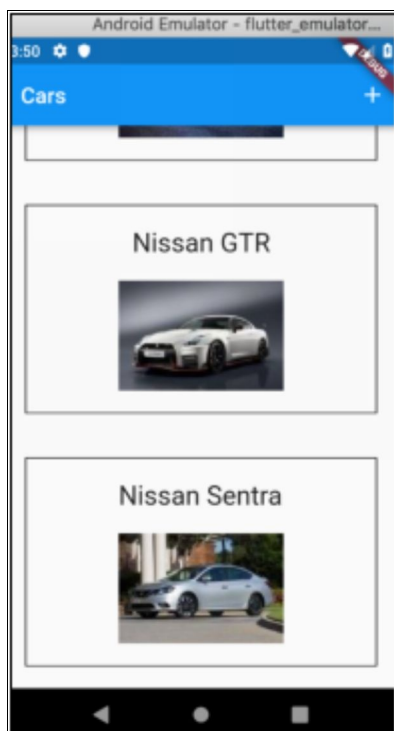 Android Emulator - flutter_emulator...
3:50
DEBUG
Cars
+
Nissan GTR
Nissan Sentra